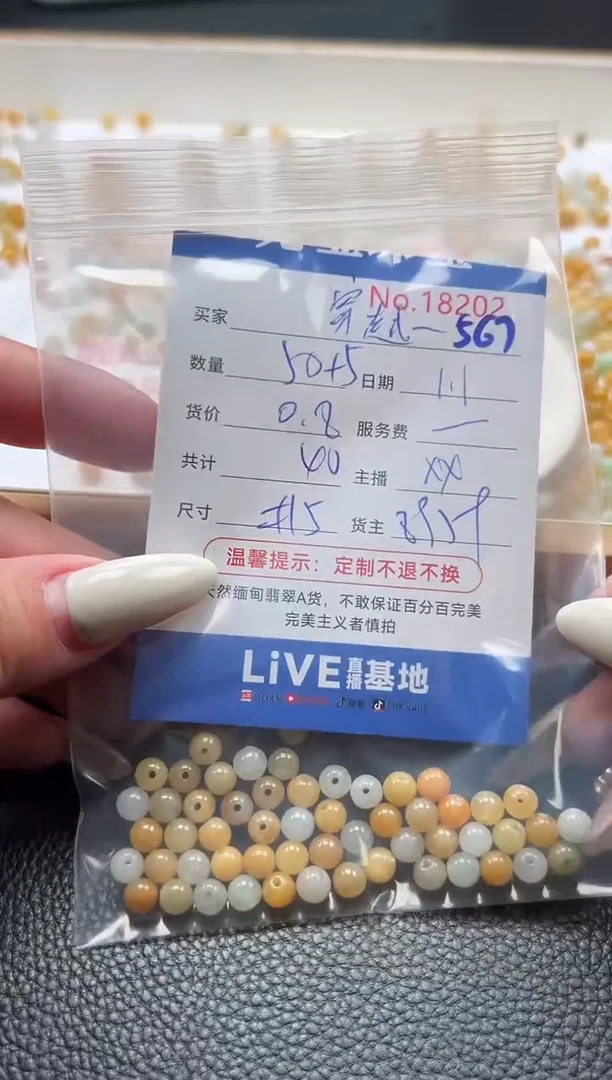 No.18202
买家 567
数量 50+5 日期 1.1
货价 0.8 服务费 —
共计 40 主播 XX
尺寸 #15 货主
温馨提示：定制不退不换
天然缅甸翡翠A货，不敢保证百分百完美
完美主义者慎拍
LiVE直播基地